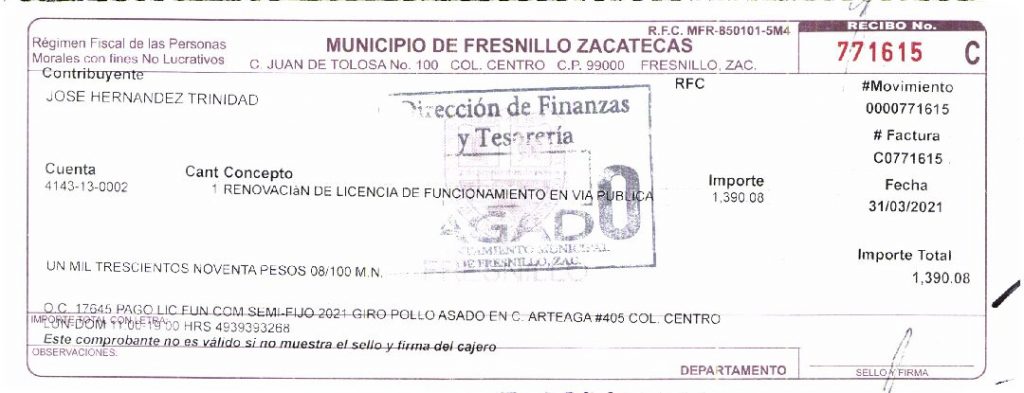 R.F.C. MFR-850101-5M4
RECIBO No.
Régimen Fiscal de las Personas
Morales con fines No Lucrativos
MUNICIPIO DE FRESNILLO ZACATECAS
C. JUAN DE TOLOSA No. 100 COL. CENTRO C.P. 99000 FRESNILLO, ZAC.
771615 C
Contribuyente
RFC
#Movimiento
JOSE HERNANDEZ TRINIDAD
0000771615
Dirección de Finanzas
y Tesorería
# Factura
C0771615
Cuenta
Cant Concepto
Importe
Fecha
4143-13-0002
1 RENOVACIàN DE LICENCIA DE FUNCIONAMIENTO EN VIA PUBLICA
1,390.08
31/03/2021
AGADO
MUNICIPAL
DE FRESNILLO, ZAC.
Importe Total
UN MIL TRESCIENTOS NOVENTA PESOS 08/100 M.N.
1,390.08
O.C. 17645 PAGO LIC FUN COM SEMI-FIJO 2021 GIRO POLLO ASADO EN C. ARTEAGA #405 COL. CENTRO
IMPORTE TOTAL CON LETRA:
LUN-DOM 11:00-19:00 HRS 4939393268
Este comprobante no es válido si no muestra el sello y firma del cajero
OBSERVACIONES:
DEPARTAMENTO
SELLO Y FIRMA